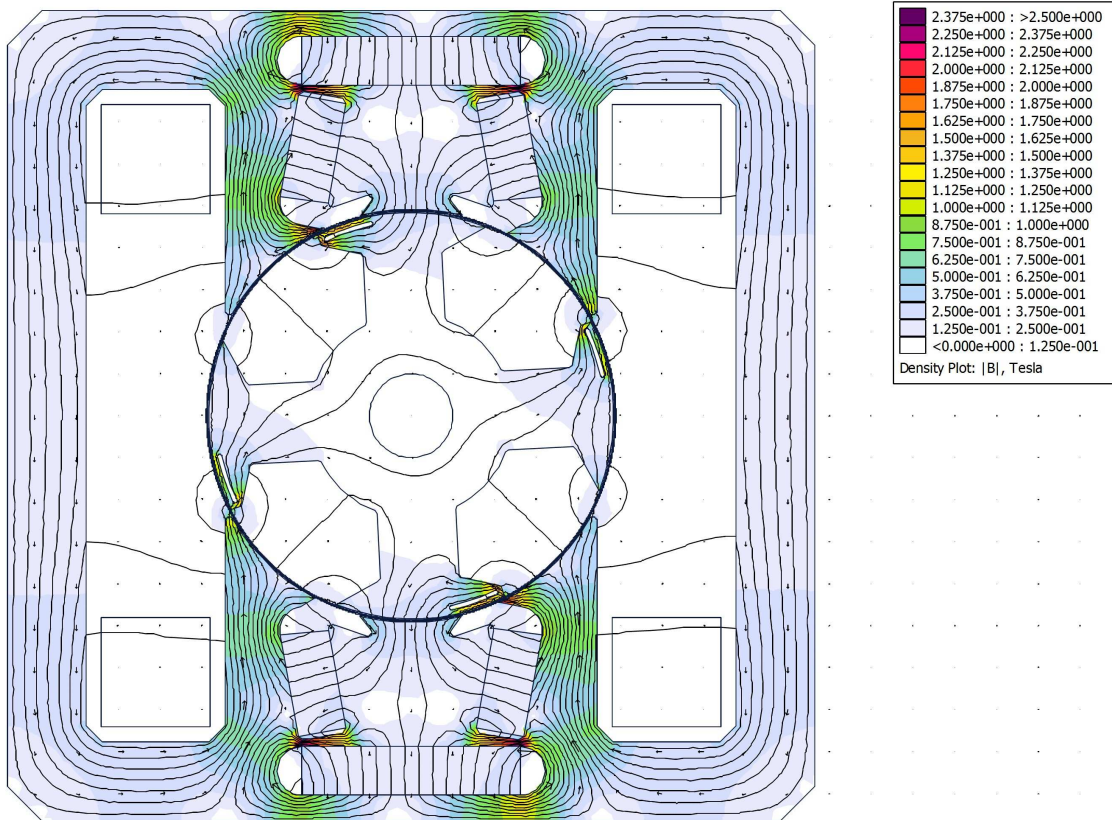 2.375e+000 : >2.500e+000
2.250e+000 : 2.375e+000
2.125e+000 : 2.250e+000
2.000e+000 : 2.125e+000
1.875e+000 : 2.000e+000
1.750e+000 : 1.875e+000
1.625e+000 : 1.750e+000
1.500e+000 : 1.625e+000
1.375e+000 : 1.500e+000
1.250e+000 : 1.375e+000
1.125e+000 : 1.250e+000
1.000e+000 : 1.125e+000
8.750e-001 : 1.000e+000
7.500e-001 : 8.750e-001
6.250e-001 : 7.500e-001
5.000e-001 : 6.250e-001
3.750e-001 : 5.000e-001
2.500e-001 : 3.750e-001
1.250e-001 : 2.500e-001
<0.000e+000 : 1.250e-001
Density Plot: |B|, Tesla